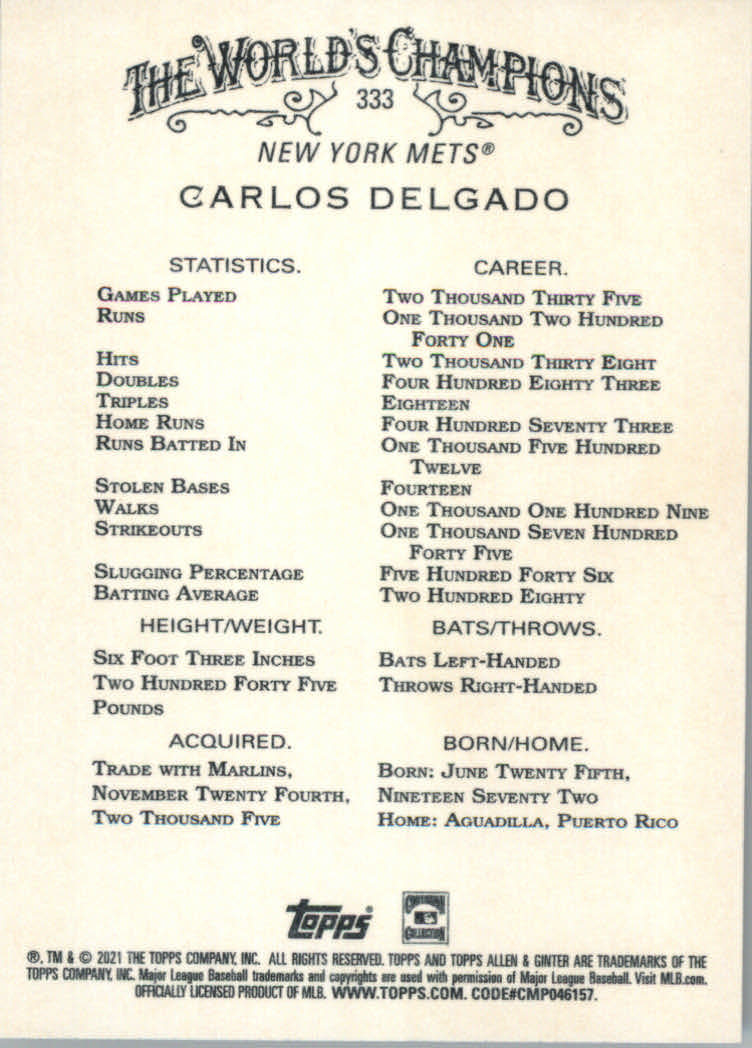 THE WORLD'S CHAMPIONS
333
NEW YORK METS®
CARLOS DELGADO
STATISTICS. CAREER.
GAMES PLAYED TWO THOUSAND THIRTY FIVE
RUNS ONE THOUSAND TWO HUNDRED
FORTY ONE
HITS TWO THOUSAND THIRTY EIGHT
DOUBLES FOUR HUNDRED EIGHTY THREE
TRIPLES EIGHTEEN
HOME RUNS FOUR HUNDRED SEVENTY THREE
RUNS BATTED IN ONE THOUSAND FIVE HUNDRED
TWELVE
STOLEN BASES FOURTEEN
WALKS ONE THOUSAND ONE HUNDRED NINE
STRIKEOUTS ONE THOUSAND SEVEN HUNDRED
FORTY FIVE
SLUGGING PERCENTAGE FIVE HUNDRED FORTY SIX
BATTING AVERAGE TWO HUNDRED EIGHTY
HEIGHT/WEIGHT.
SIX FOOT THREE INCHES
TWO HUNDRED FORTY FIVE
POUNDS
BATS/THROWS.
BATS LEFT-HANDED
THROWS RIGHT-HANDED
ACQUIRED.
TRADE WITH MARLINS,
NOVEMBER TWENTY FOURTH,
TWO THOUSAND FIVE
BORN/HOME.
BORN: JUNE TWENTY FIFTH,
NINETEEN SEVENTY TWO
HOME: AGUADILLA, PUERTO RICO
Topps®
COOPERSTOWN
COLLECTION
®, TM & © 2021 THE TOPPS COMPANY, INC. ALL RIGHTS RESERVED. TOPPS AND TOPPS ALLEN & GINTER ARE TRADEMARKS OF THE
TOPPS COMPANY, INC. Major League Baseball trademarks and copyrights are used with permission of Major League Baseball. Visit MLB.com.
OFFICIALLY LICENSED PRODUCT OF MLB. WWW.TOPPS.COM. CODE#CMP046157.